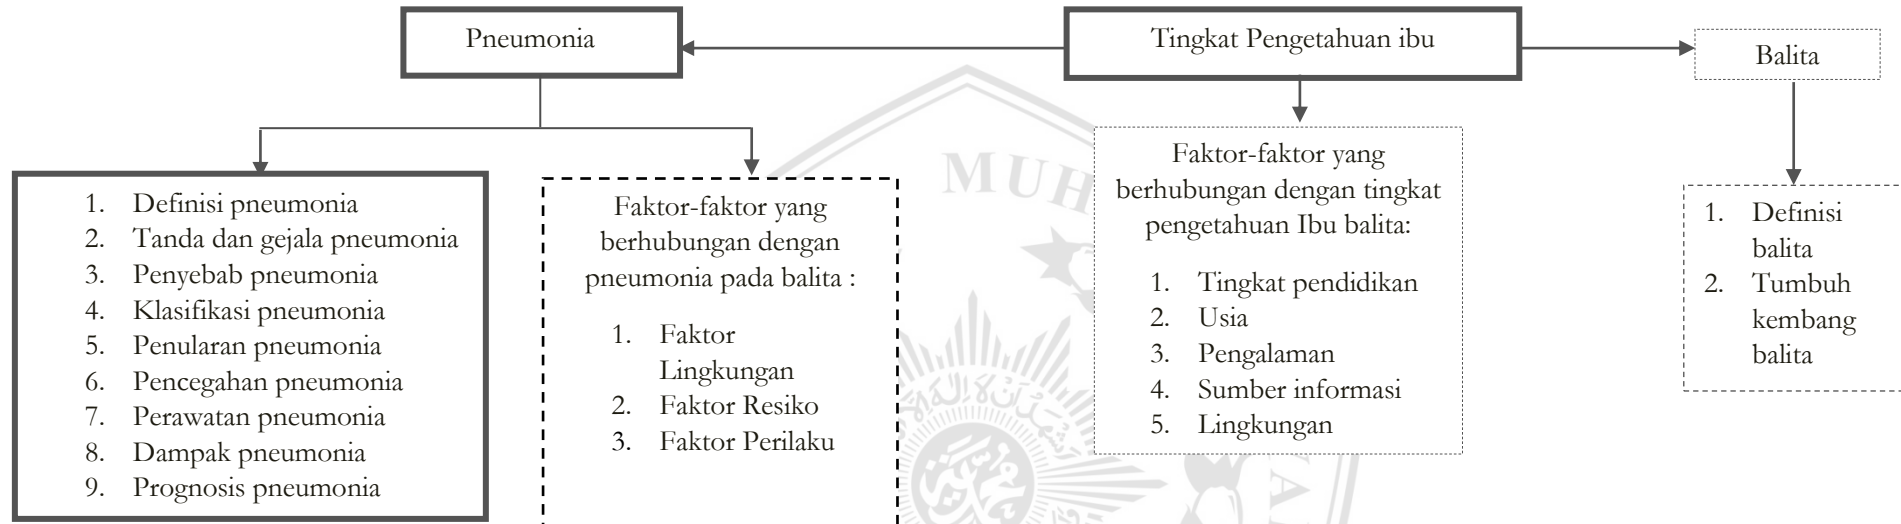 Pneumonia
Tingkat Pengetahuan ibu
Balita
1. Definisi pneumonia
2. Tanda dan gejala pneumonia
3. Penyebab pneumonia
4. Klasifikasi pneumonia
5. Penularan pneumonia
6. Pencegahan pneumonia
7. Perawatan pneumonia
8. Dampak pneumonia
9. Prognosis pneumonia
Faktor-faktor yang
berhubungan dengan
pneumonia pada balita :
1. Faktor
Lingkungan
2. Faktor Resiko
3. Faktor Perilaku
Faktor-faktor yang
berhubungan dengan tingkat
pengetahuan Ibu balita:
1. Tingkat pendidikan
2. Usia
3. Pengalaman
4. Sumber informasi
5. Lingkungan
1. Definisi
balita
2. Tumbuh
kembang
balita
MUH